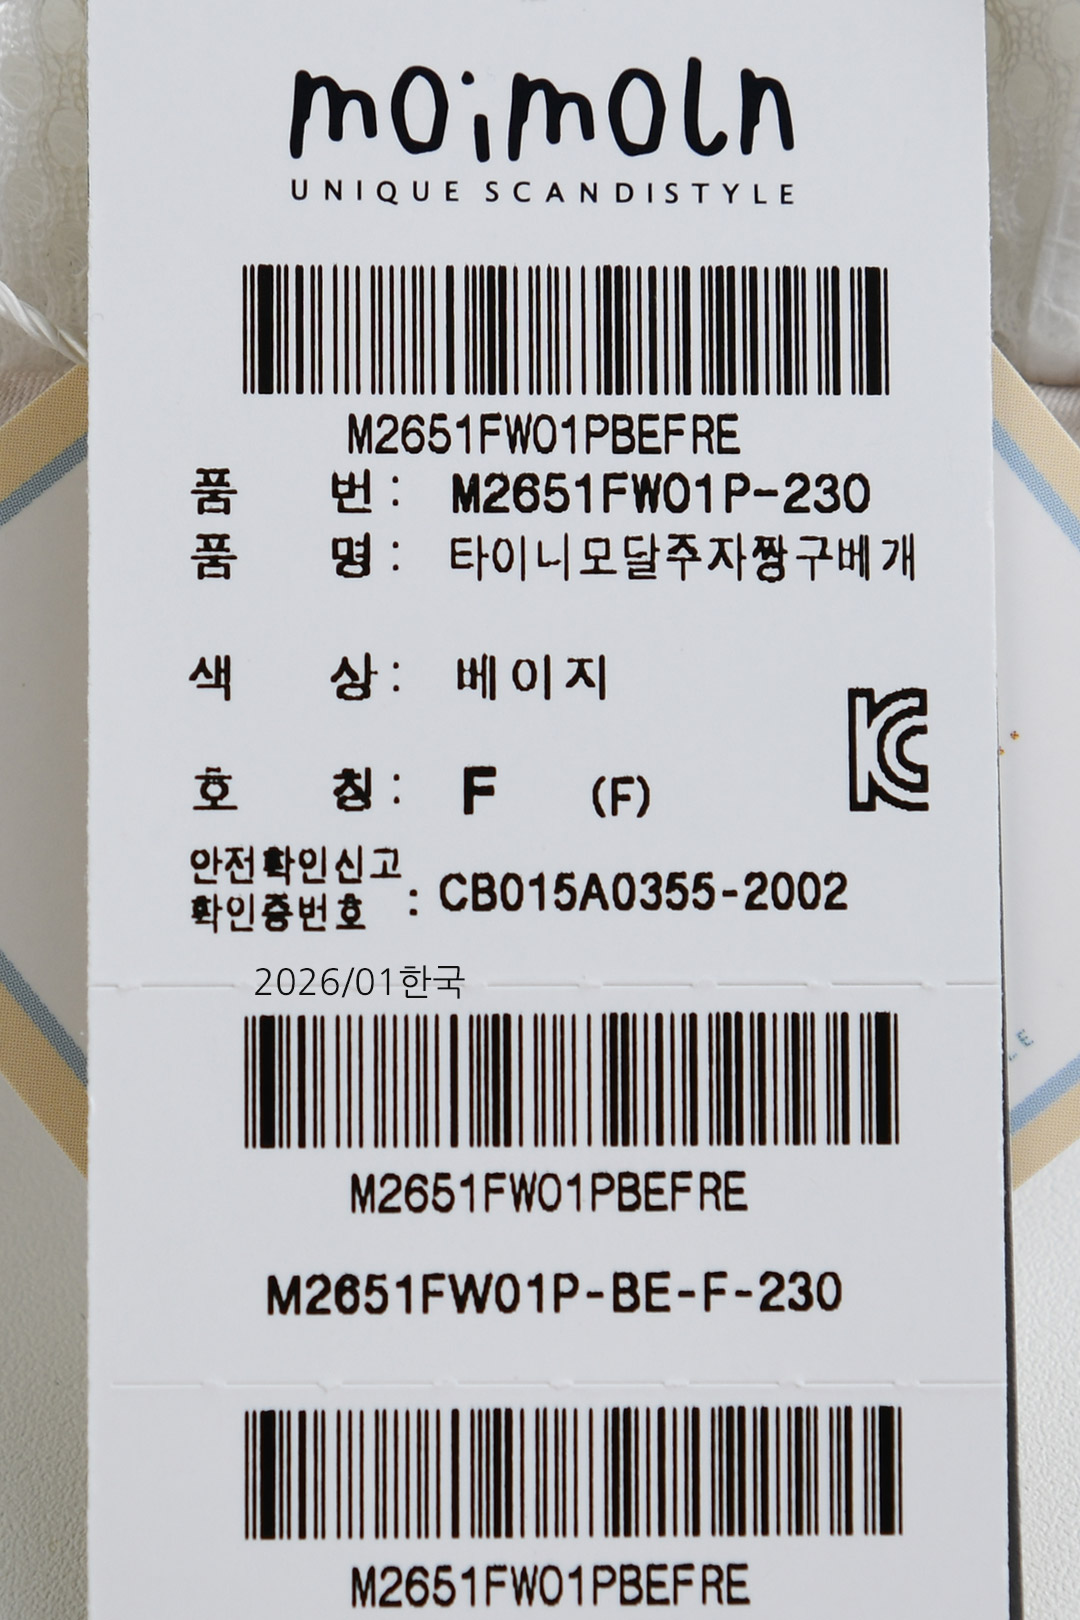 moimoln
UNIQUE SCANDISTYLE
M2651FW01PBEFRE
품 번 : M2651FW01P-230
품 명 : 타이니모달주자짱구베개
색 상 : 베이지
호 칭 : F (F)
안전확인신고
확인증번호 : CB015A0355-2002
2026/01한국
M2651FW01PBEFRE
M2651FW01P-BE-F-230
M2651FW01PBEFRE